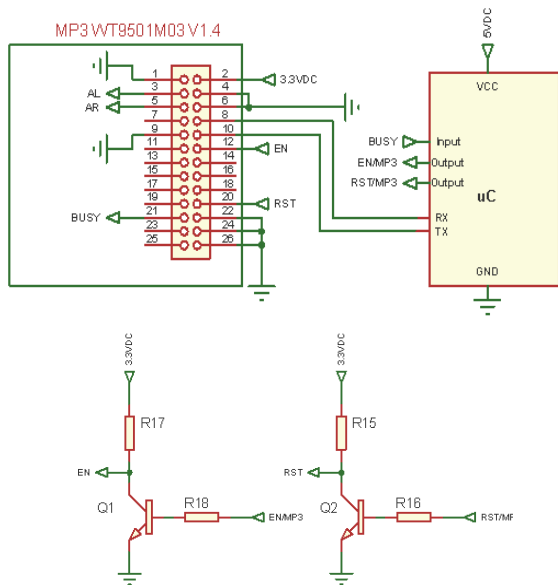 MP3 WT9501M03 V1.4
1 2 3.3VDC
AL 3 4
AR 5 6
7 8
9 10
11 12 EN
13 14
15 16
17 18
19 20 RST
BUSY 21 22
23 24
25 26
5VDC
VCC
BUSY Input
EN/MP3 Output
RST/MP3 Output
uC
RX
TX
GND
3.3VDC
R17
EN
Q1
R18
EN/MP3
3.3VDC
R15
RST
Q2
R16
RST/MF